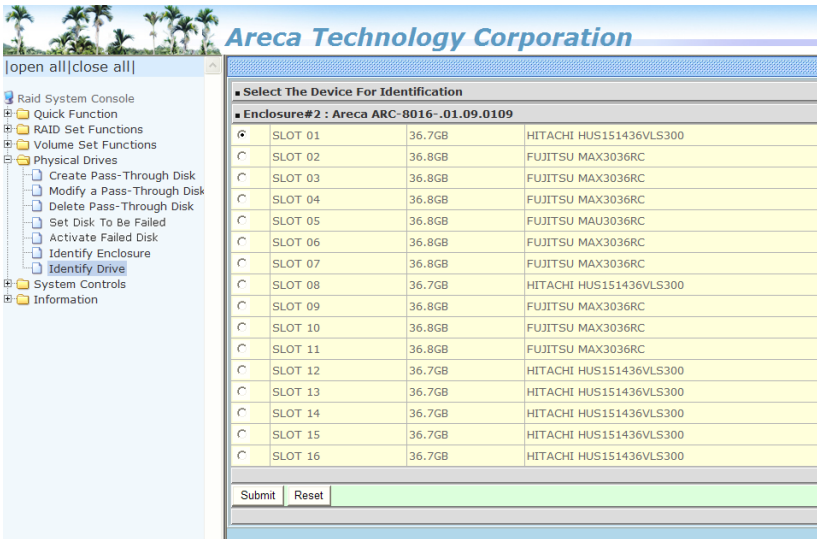 Areca Technology Corporation
|open all|close all|
Raid System Console
Quick Function
RAID Set Functions
Volume Set Functions
Physical Drives
Create Pass-Through Disk
Modify a Pass-Through Disk
Delete Pass-Through Disk
Set Disk To Be Failed
Activate Failed Disk
Identify Enclosure
Identify Drive
System Controls
Information
Select The Device For Identification
Enclosure#2 : Areca ARC-8016-.01.09.0109
SLOT 01 36.7GB HITACHI HUS151436VLS300
SLOT 02 36.8GB FUJITSU MAX3036RC
SLOT 03 36.8GB FUJITSU MAX3036RC
SLOT 04 36.8GB FUJITSU MAX3036RC
SLOT 05 36.8GB FUJITSU MAU3036RC
SLOT 06 36.8GB FUJITSU MAX3036RC
SLOT 07 36.8GB FUJITSU MAX3036RC
SLOT 08 36.7GB HITACHI HUS151436VLS300
SLOT 09 36.8GB FUJITSU MAX3036RC
SLOT 10 36.8GB FUJITSU MAX3036RC
SLOT 11 36.8GB FUJITSU MAX3036RC
SLOT 12 36.7GB HITACHI HUS151436VLS300
SLOT 13 36.7GB HITACHI HUS151436VLS300
SLOT 14 36.7GB HITACHI HUS151436VLS300
SLOT 15 36.7GB HITACHI HUS151436VLS300
SLOT 16 36.7GB HITACHI HUS151436VLS300
Submit Reset